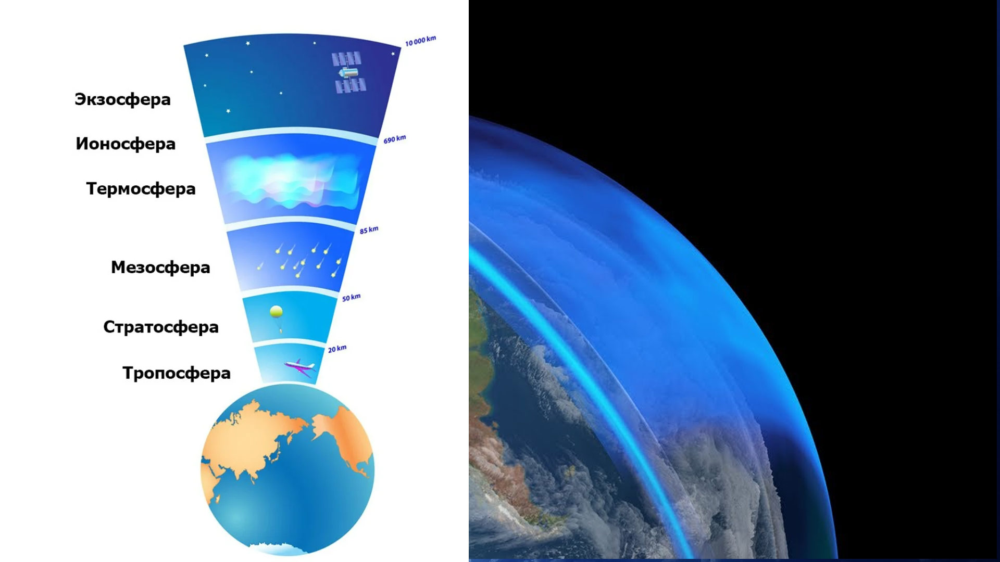 10 000 km
Экзосфера
690 km
Ионосфера
Термосфера
85 km
Мезосфера
50 km
Стратосфера
20 km
Тропосфера